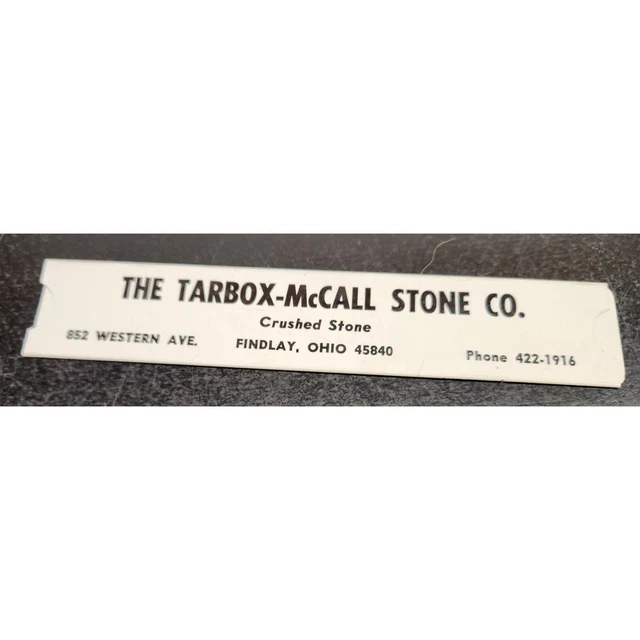 THE TARBOX-McCALL STONE CO.
Crushed Stone
852 WESTERN AVE. FINDLAY, OHIO 45840 Phone 422-1916